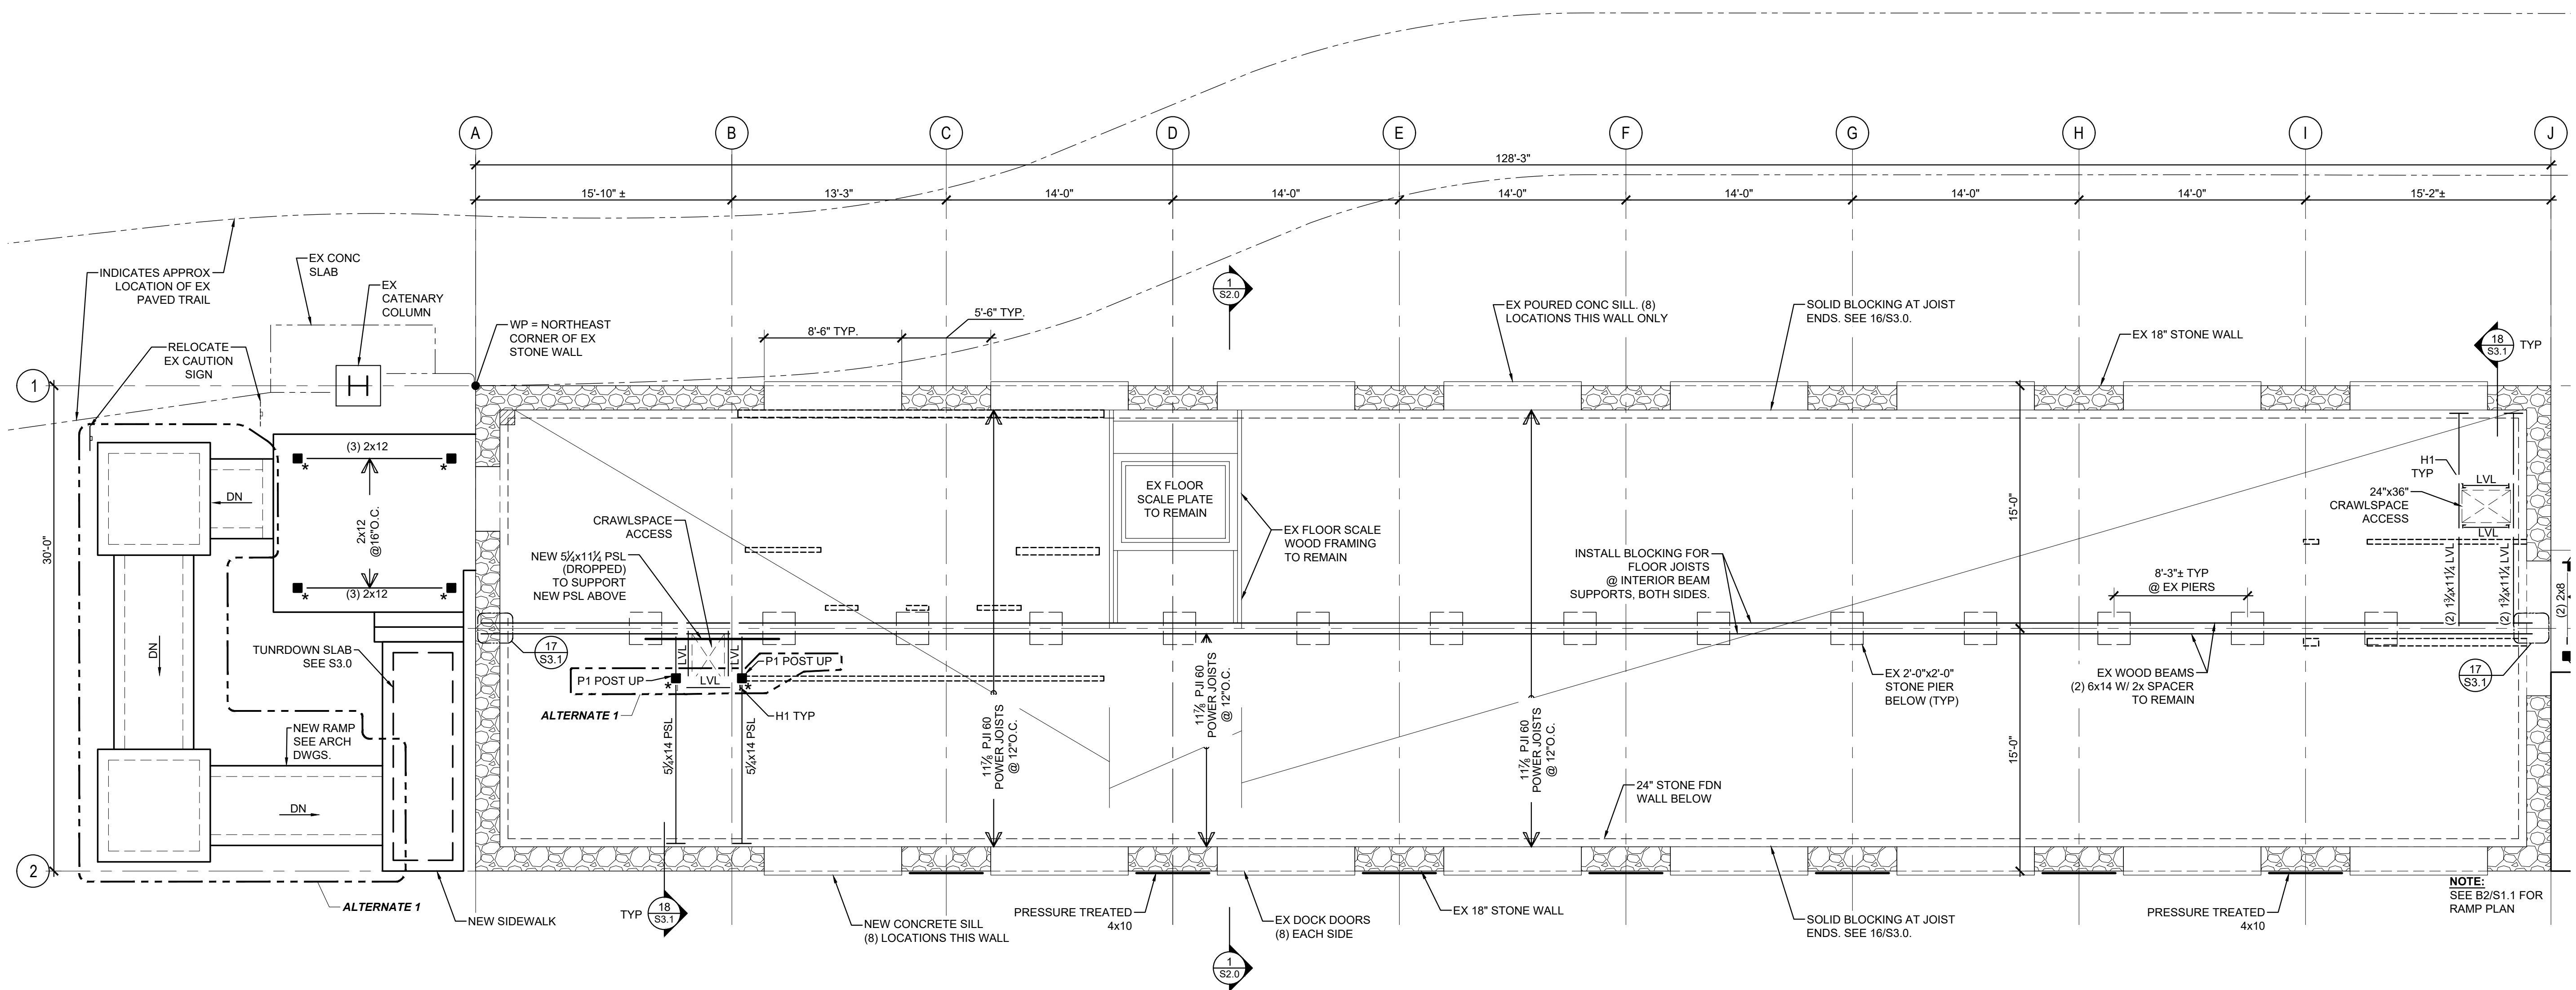 A
B
C
D
E
F
G
H
I
J
128'-3"
15'-10" ±
13'-3"
14'-0"
14'-0"
14'-0"
14'-0"
14'-0"
14'-0"
15'-2"±
INDICATES APPROX
LOCATION OF EX
PAVED TRAIL
EX CONC
SLAB
EX
CATENARY
COLUMN
RELOCATE
EX CAUTION
SIGN
WP = NORTHEAST
CORNER OF EX
STONE WALL
8'-6" TYP.
5'-6" TYP.
1
S2.0
EX POURED CONC SILL. (8)
LOCATIONS THIS WALL ONLY
SOLID BLOCKING AT JOIST
ENDS. SEE 16/S3.0.
EX 18" STONE WALL
18
S3.1
TYP
1
2
30'-0"
(3) 2x12
2x12
@16"O.C.
(3) 2x12
*
*
*
*
DN
DN
DN
TUNRDOWN SLAB
SEE S3.0
NEW RAMP
SEE ARCH
DWGS.
ALTERNATE 1
NEW SIDEWALK
17
S3.1
CRAWLSPACE
ACCESS
NEW 5¼x11¼ PSL
(DROPPED)
TO SUPPORT
NEW PSL ABOVE
LVL
LVL
LVL
P1 POST UP
P1 POST UP
*
*
H1 TYP
ALTERNATE 1
5¼x14 PSL
5¼x14 PSL
TYP
18
S3.1
11⅞ PJI 60
POWER JOISTS
@ 12"O.C.
11⅞ PJI 60
POWER JOISTS
@ 12"O.C.
11⅞ PJI 60
POWER JOISTS
@ 12"O.C.
EX FLOOR
SCALE PLATE
TO REMAIN
EX FLOOR SCALE
WOOD FRAMING
TO REMAIN
INSTALL BLOCKING FOR
FLOOR JOISTS
@ INTERIOR BEAM
SUPPORTS, BOTH SIDES.
EX 2'-0"x2'-0"
STONE PIER
BELOW (TYP)
15'-0"
15'-0"
8'-3"± TYP
@ EX PIERS
EX WOOD BEAMS
(2) 6x14 W/ 2x SPACER
TO REMAIN
H1
TYP
24"x36"
CRAWLSPACE
ACCESS
LVL
LVL
(2) 1¾x11¼ LVL
(2) 1¾x11¼ LVL
(2) 2x8
17
S3.1
24" STONE FDN
WALL BELOW
NEW CONCRETE SILL
(8) LOCATIONS THIS WALL
PRESSURE TREATED
4x10
1
S2.0
EX DOCK DOORS
(8) EACH SIDE
EX 18" STONE WALL
SOLID BLOCKING AT JOIST
ENDS. SEE 16/S3.0.
PRESSURE TREATED
4x10
NOTE:
SEE B2/S1.1 FOR
RAMP PLAN